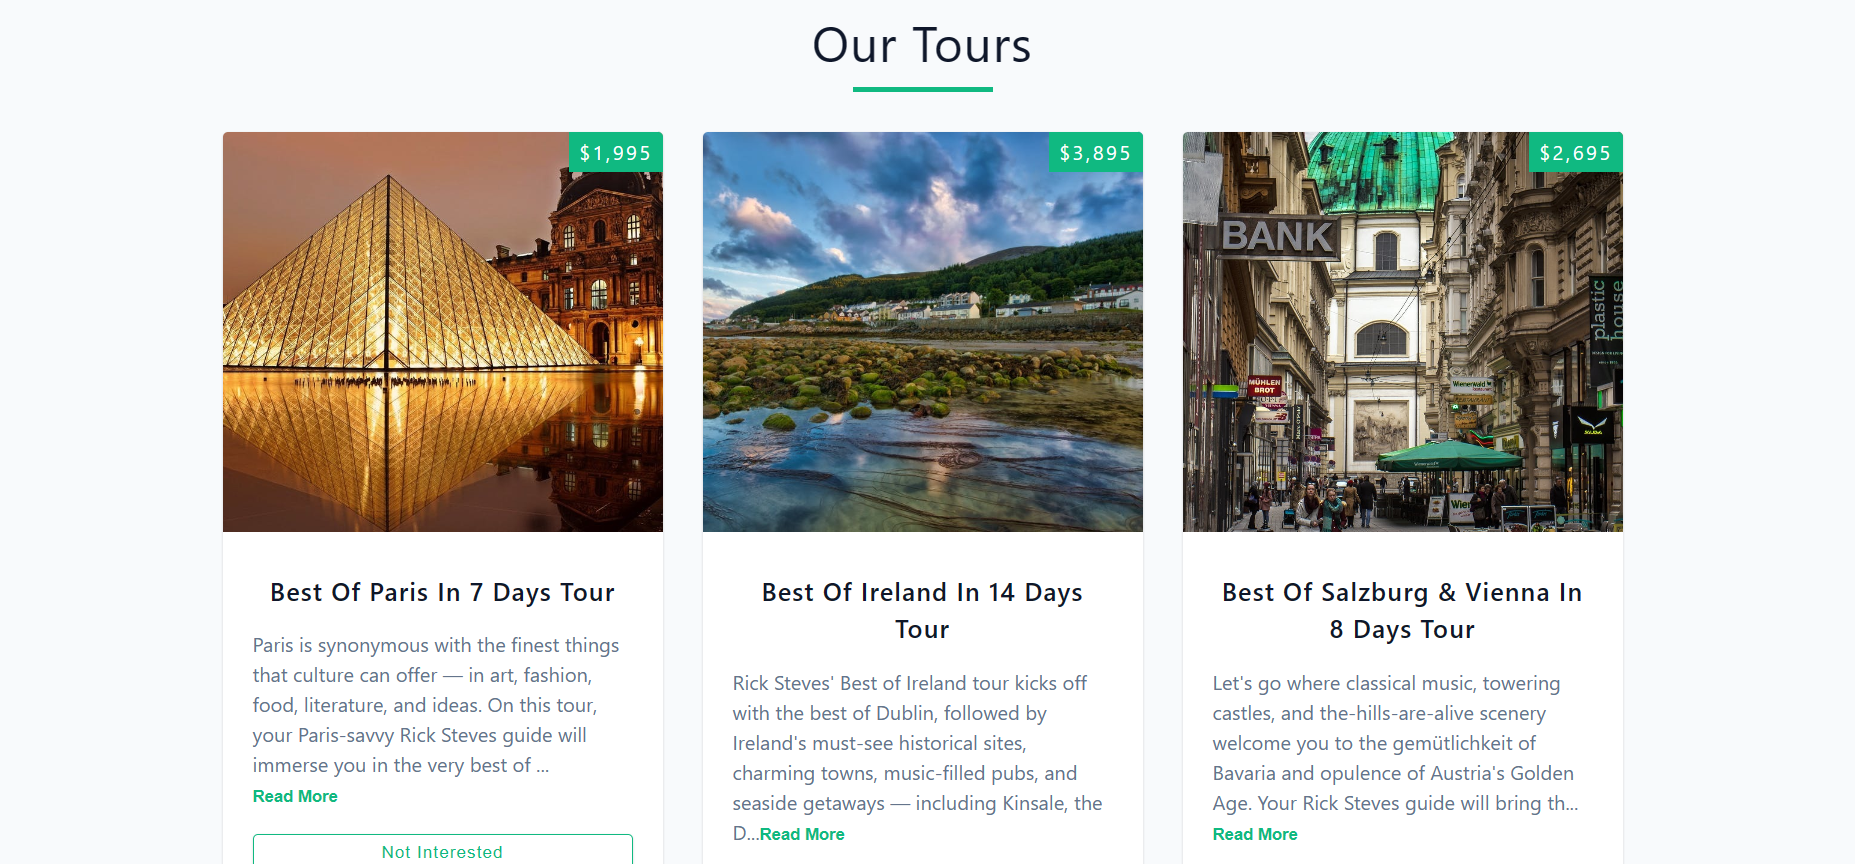 Our Tours
$1,995
$3,895
$2,695
BANK
plastic
house
MÜHLEN
BROT
Wienerwald
Wien
Best Of Paris In 7 Days Tour
Paris is synonymous with the finest things
that culture can offer — in art, fashion,
food, literature, and ideas. On this tour,
your Paris-savvy Rick Steves guide will
immerse you in the very best of ...
Read More
Not Interested
Best Of Ireland In 14 Days
Tour
Rick Steves' Best of Ireland tour kicks off
with the best of Dublin, followed by
Ireland's must-see historical sites,
charming towns, music-filled pubs, and
seaside getaways — including Kinsale, the
D...Read More
Best Of Salzburg & Vienna In
8 Days Tour
Let's go where classical music, towering
castles, and the-hills-are-alive scenery
welcome you to the gemütlichkeit of
Bavaria and opulence of Austria's Golden
Age. Your Rick Steves guide will bring th...
Read More